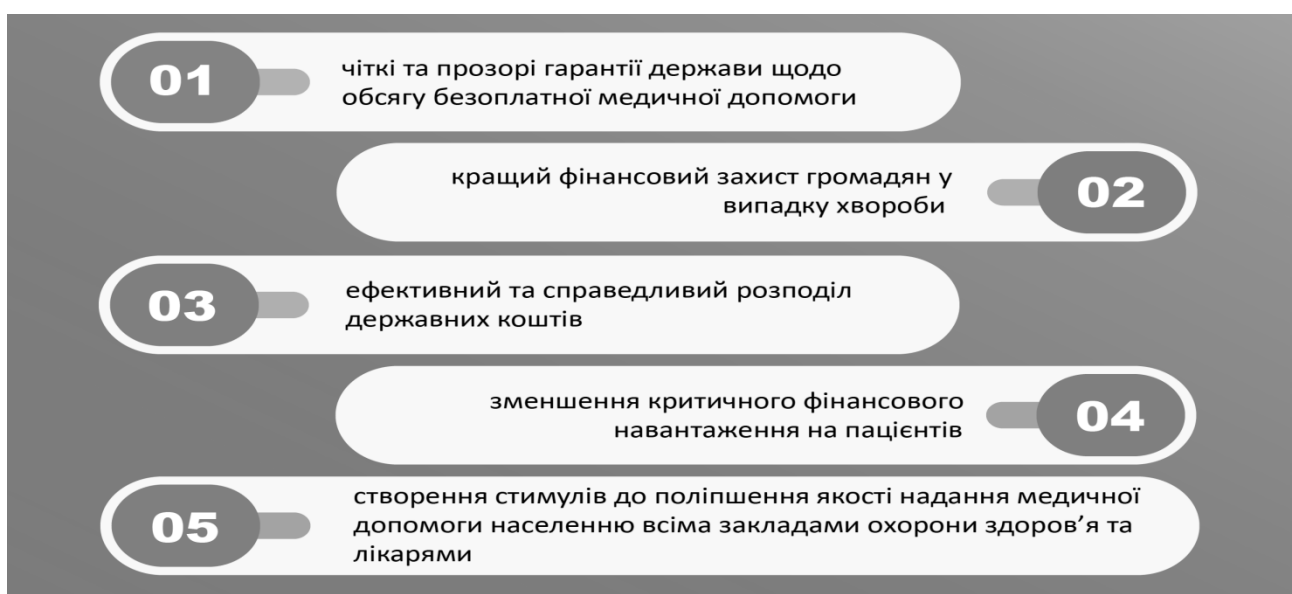 01
чіткі та прозорі гарантії держави щодо
обсягу безоплатної медичної допомоги
кращий фінансовий захист громадян у
випадку хвороби
02
03
ефективний та справедливий розподіл
державних коштів
зменшення критичного фінансового
навантаження на пацієнтів
04
05
створення стимулів до поліпшення якості надання медичної
допомоги населенню всіма закладами охорони здоров’я та
лікарями